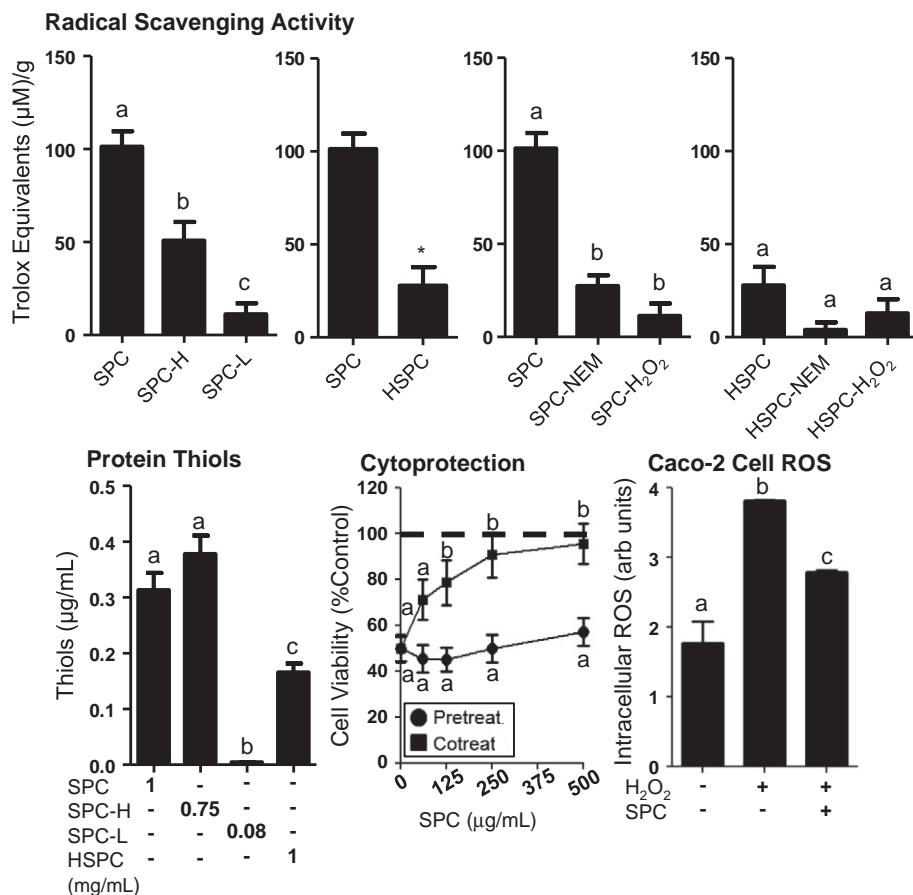 Radical Scavenging Activity
Trolox Equivalents (µM)/g
150
100
50
0
a
b
c
SPC
SPC-H
SPC-L
150
100
50
0
*
SPC
HSPC
150
100
50
0
a
b
b
SPC
SPC-NEM
SPC-H₂O₂
150
100
50
0
a
a
a
HSPC
HSPC-NEM
HSPC-H₂O₂
Protein Thiols
Thiols (µg/mL)
0.5
0.4
0.3
0.2
0.1
0.0
a
a
b
c
SPC 1 - - -
SPC-H - 0.75 - -
SPC-L - - 0.08 -
HSPC - - - 1
(mg/mL)
Cytoprotection
Cell Viability (%Control)
120
100
80
60
40
20
0
a a b b b
a a a a a
Pretreat.
Cotreat
0 125 250 375 500
SPC (µg/mL)
Caco-2 Cell ROS
Intracellular ROS (arb units)
4
3
2
1
0
a
b
c
H₂O₂ - + +
SPC - - +